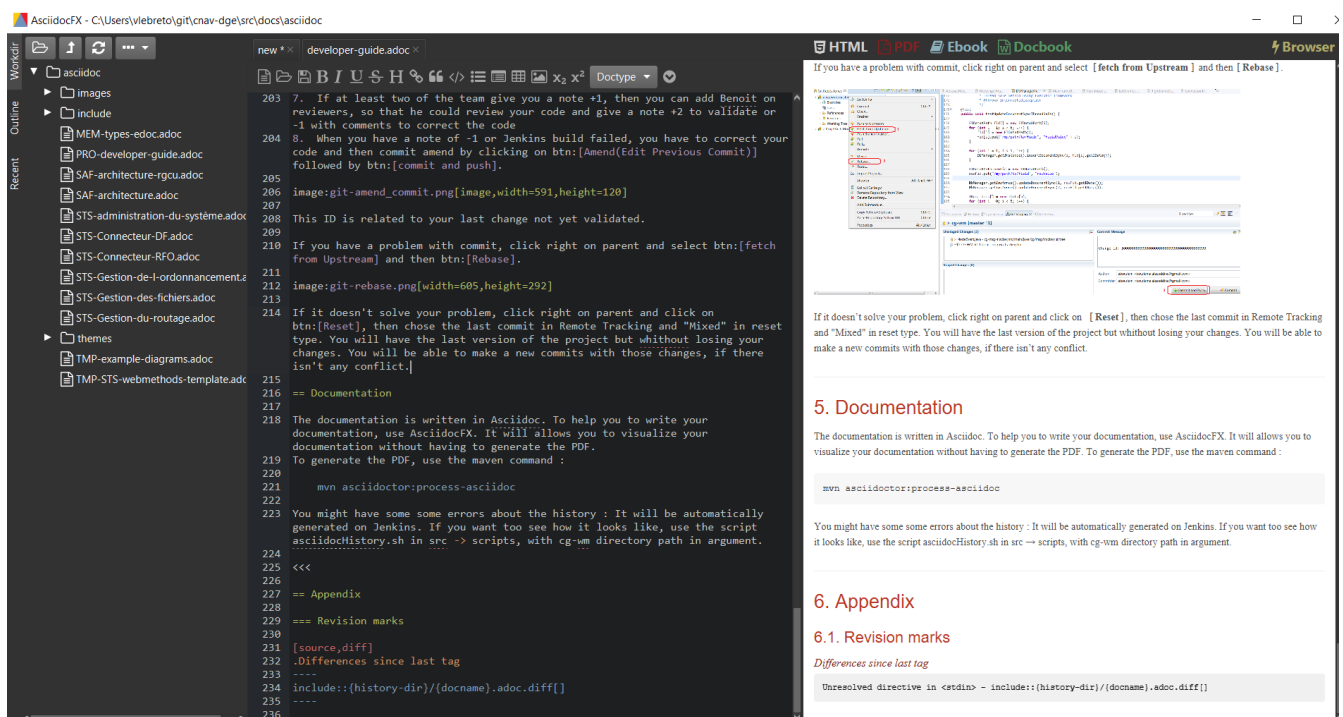 AsciidocFX - C:\Users\vlebreto\git\cnav-dge\src\docs\asciidoc
Workdir
Outline
Recent
asciidoc
images
include
MEM-types-edoc.adoc
PRO-developer-guide.adoc
SAF-architecture-rgcu.adoc
SAF-architecture.adoc
STS-administration-du-système.adoc
STS-Connecteur-DF.adoc
STS-Connecteur-RFO.adoc
STS-Gestion-de-l-ordonnancement.a
STS-Gestion-des-fichiers.adoc
STS-Gestion-du-routage.adoc
themes
TMP-example-diagrams.adoc
TMP-STS-webmethods-template.adc
new * × developer-guide.adoc ×
B I U S H x₂ x² Doctype
203 7. If at least two of the team give you a note +1, then you can add Benoit on
reviewers, so that he could review your code and give a note +2 to validate or
-1 with comments to correct the code
204 8. When you have a note of -1 or Jenkins build failed, you have to correct your
code and then commit amend by clicking on btn:[Amend(Edit Previous Commit)]
followed by btn:[commit and push].
205
206 image:git-amend_commit.png[image,width=591,height=120]
207
208 This ID is related to your last change not yet validated.
209
210 If you have a problem with commit, click right on parent and select btn:[fetch
from Upstream] and then btn:[Rebase].
211
212 image:git-rebase.png[width=605,height=292]
213
214 If it doesn't solve your problem, click right on parent and click on
btn:[Reset], then chose the last commit in Remote Tracking and "Mixed" in reset
type. You will have the last version of the project but whithout losing your
changes. You will be able to make a new commits with those changes, if there
isn't any conflict.
215
216 == Documentation
217
218 The documentation is written in Asciidoc. To help you to write your
documentation, use AsciidocFX. It will allows you to visualize your
documentation without having to generate the PDF.
219 To generate the PDF, use the maven command :
220
221 mvn asciidoctor:process-asciidoc
222
223 You might have some some errors about the history : It will be automatically
generated on Jenkins. If you want too see how it looks like, use the script
asciidocHistory.sh in src -> scripts, with cg-wm directory path in argument.
224
225 <<<
226
227 == Appendix
228
229 === Revision marks
230
231 [source,diff]
232 .Differences since last tag
233 ----
234 include::{history-dir}/{docname}.adoc.diff[]
235 ----
236
HTML PDF Ebook Docbook Browser
If you have a problem with commit, click right on parent and select [fetch from Upstream] and then [Rebase].
If it doesn't solve your problem, click right on parent and click on [Reset], then chose the last commit in Remote Tracking
and "Mixed" in reset type. You will have the last version of the project but whithout losing your changes. You will be able to
make a new commits with those changes, if there isn't any conflict.
5. Documentation
The documentation is written in Asciidoc. To help you to write your documentation, use AsciidocFX. It will allows you to
visualize your documentation without having to generate the PDF. To generate the PDF, use the maven command :
mvn asciidoctor:process-asciidoc
You might have some some errors about the history : It will be automatically generated on Jenkins. If you want too see how
it looks like, use the script asciidocHistory.sh in src → scripts, with cg-wm directory path in argument.
6. Appendix
6.1. Revision marks
Differences since last tag
Unresolved directive in <stdin> - include::{history-dir}/{docname}.adoc.diff[]